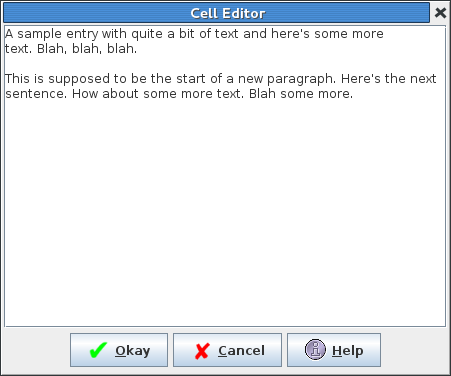 Cell Editor
A sample entry with quite a bit of text and here's some more
text. Blah, blah, blah.
This is supposed to be the start of a new paragraph. Here's the next
sentence. How about some more text. Blah some more.
Okay
Cancel
Help